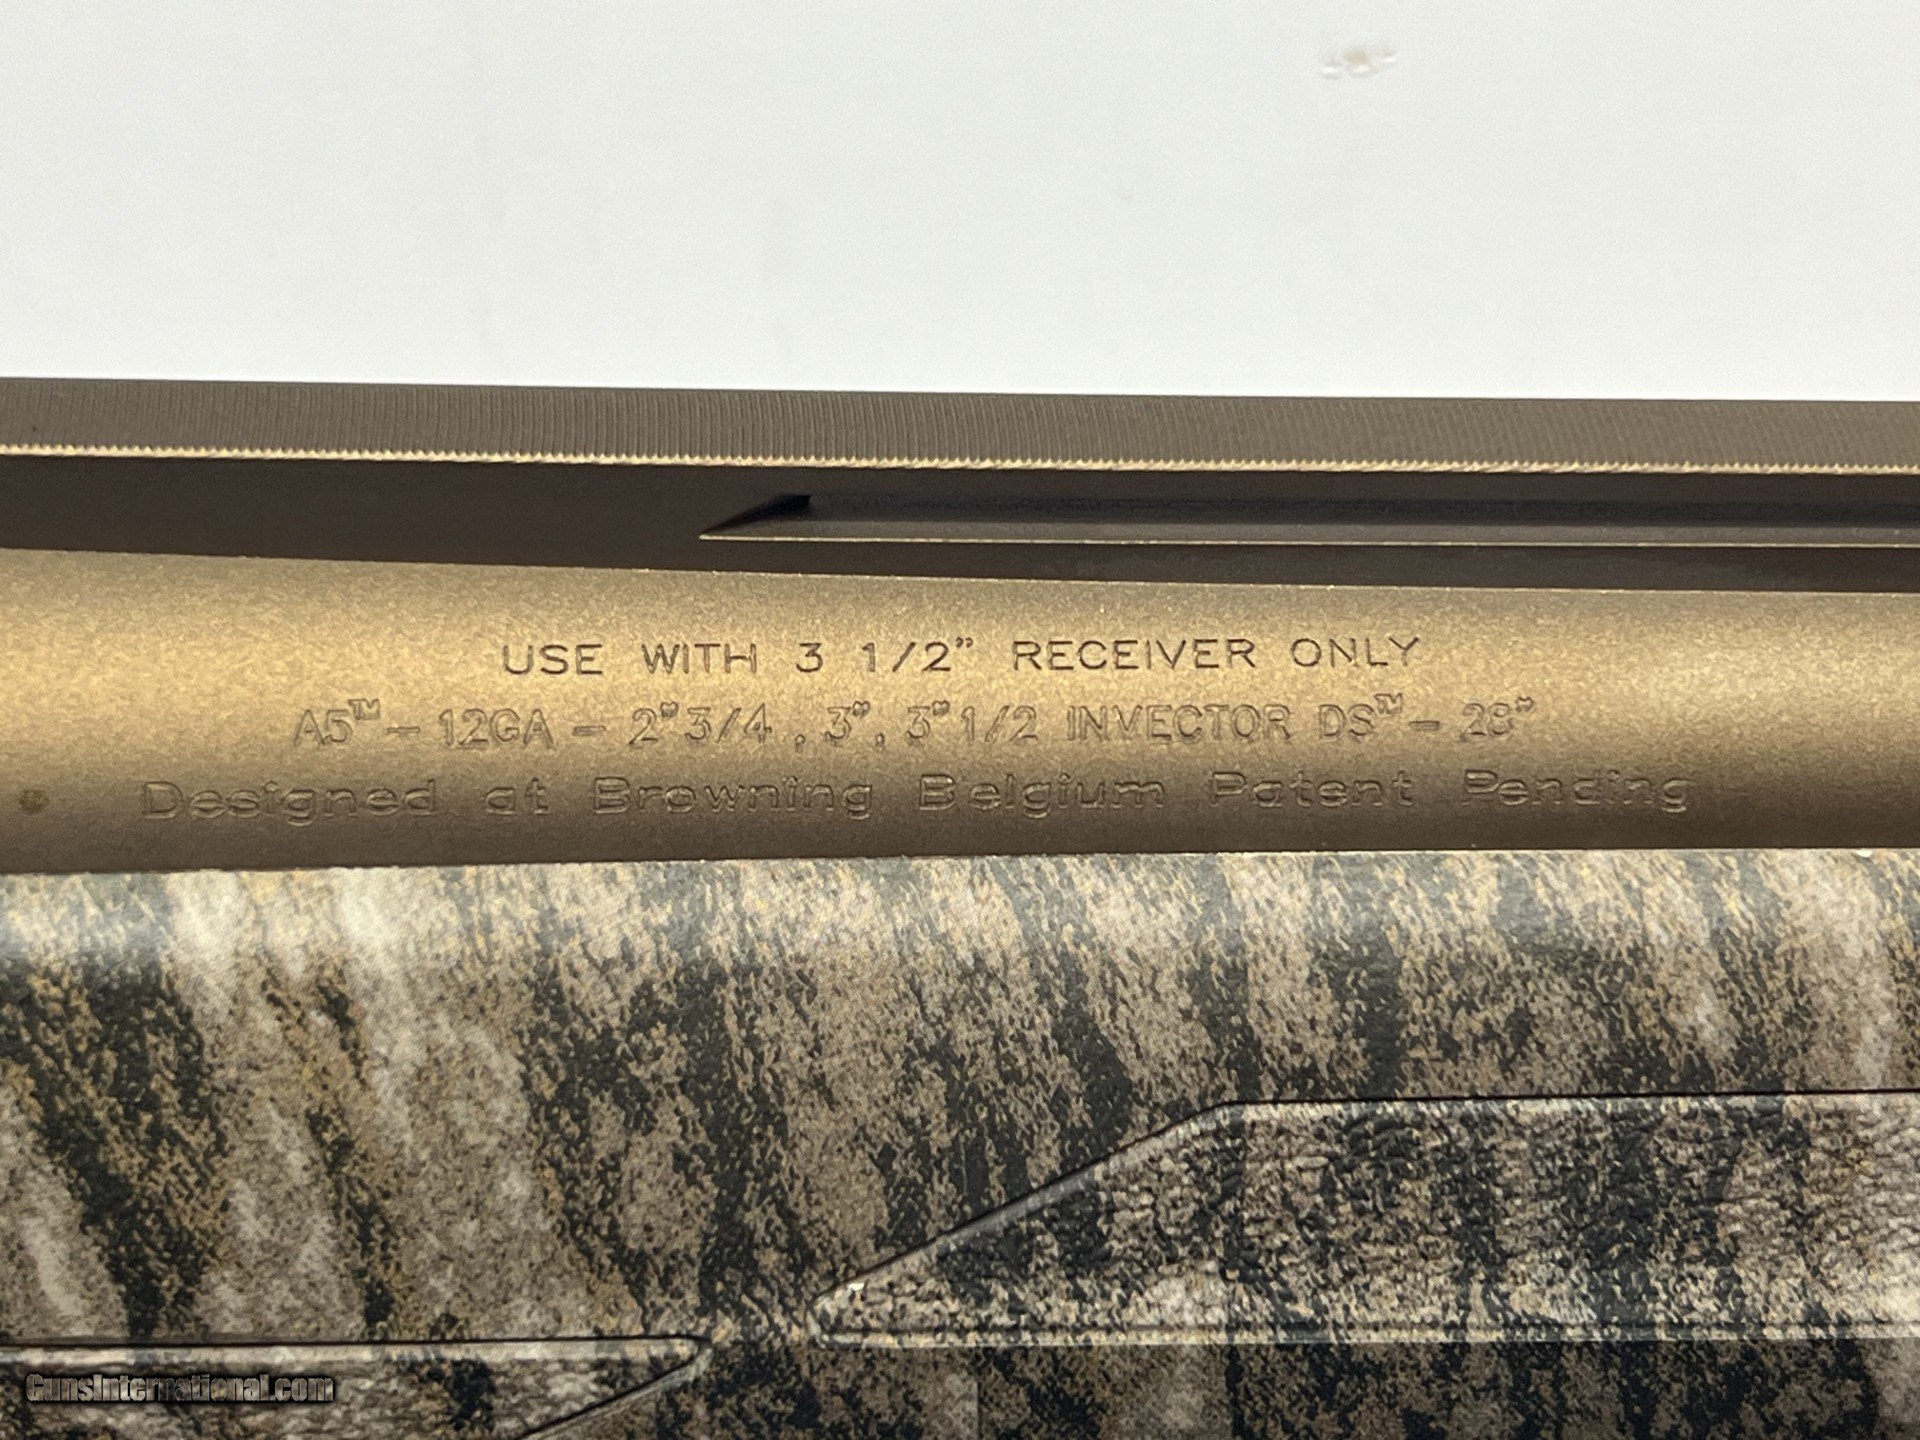 USE WITH 3 1/2" RECEIVER ONLY
A5™ - 12GA - 2"3/4 , 3", 3"1/2 INVECTOR DS™ - 28"
Designed at Browning Belgium Patent Pending
GunsInternational.com